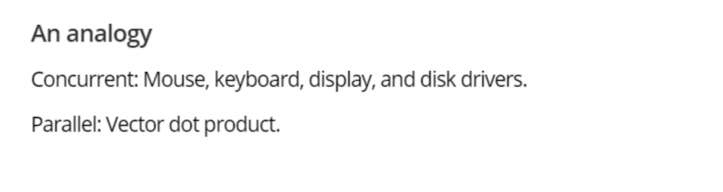 An analogy
Concurrent: Mouse, keyboard, display, and disk drivers.
Parallel: Vector dot product.